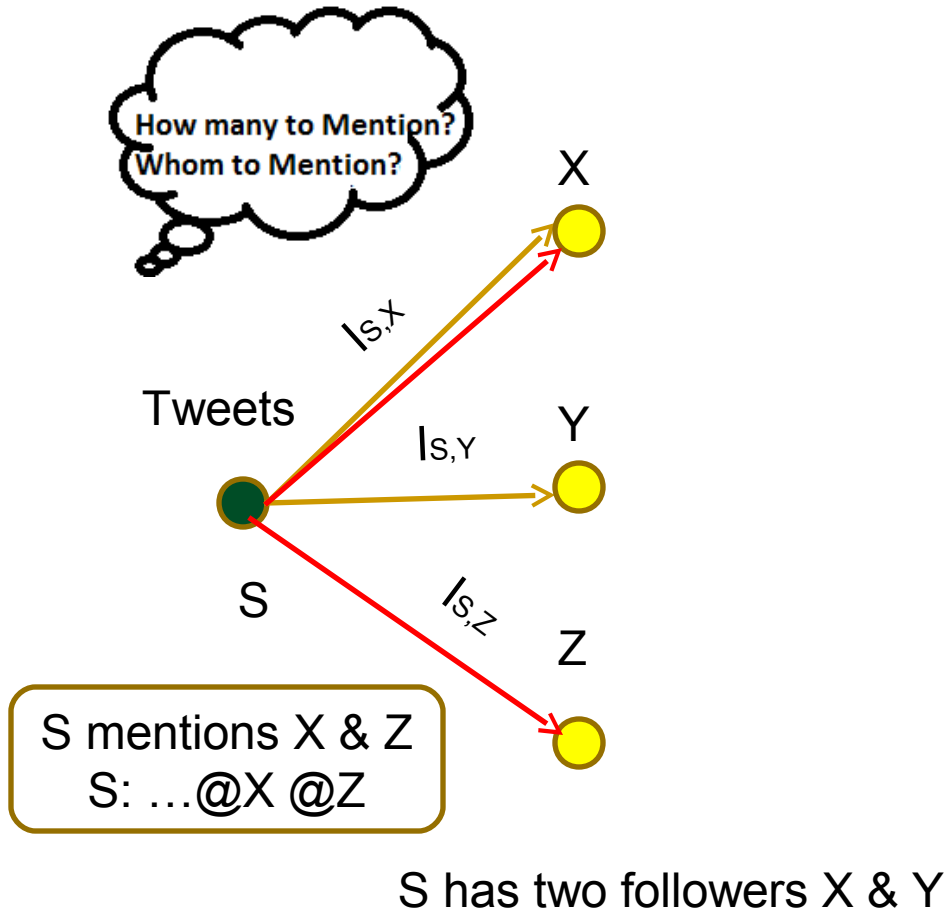 How many to Mention?
Whom to Mention?
X
Is,x
Tweets
Y
Is,Y
S
Is,z
Z
S mentions X & Z
S: ...@X @Z
S has two followers X & Y